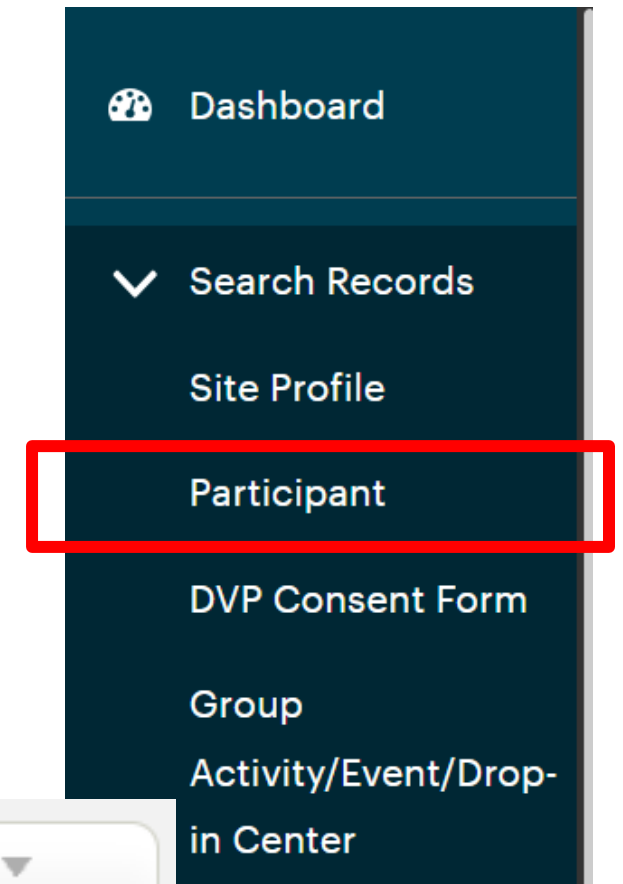 Dashboard
Search Records
Site Profile
Participant
DVP Consent Form
Group
Activity/Event/Drop-
in Center